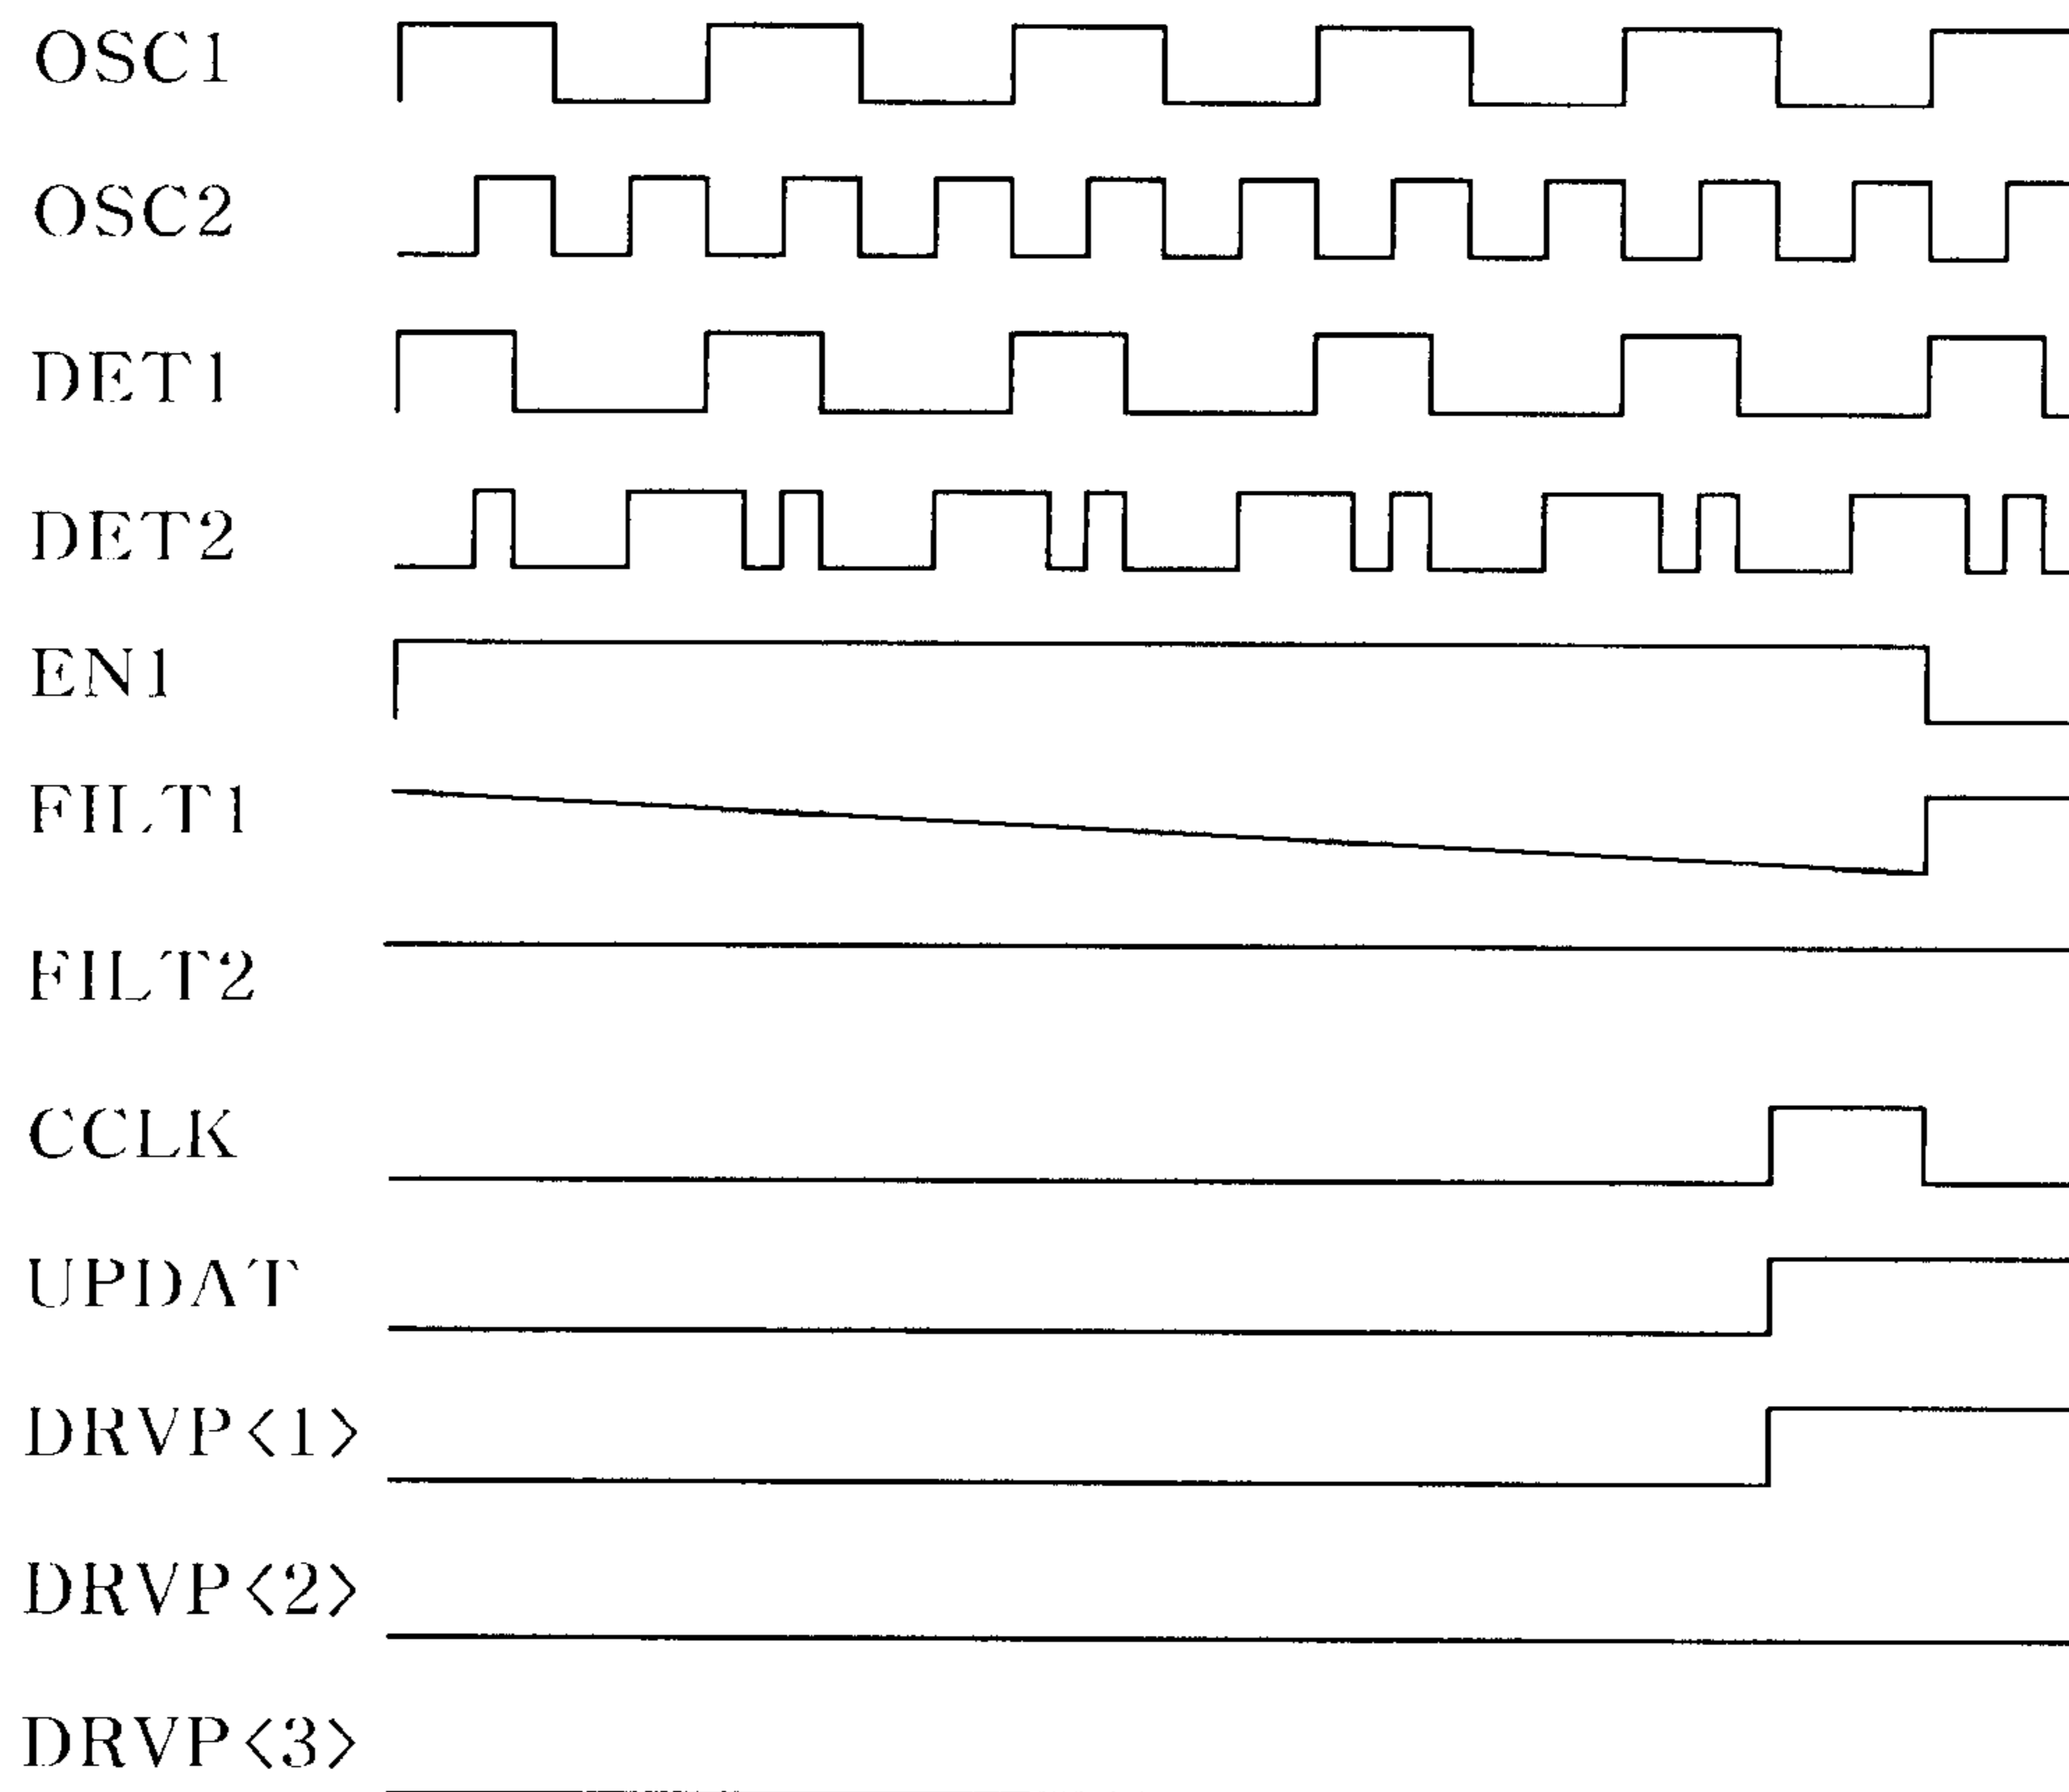 OSC1
OSC2
DET1
DET2
EN1
FILT1
FILT2
CCLK
UPDAT
DRVP<1>
DRVP<2>
DRVP<3>